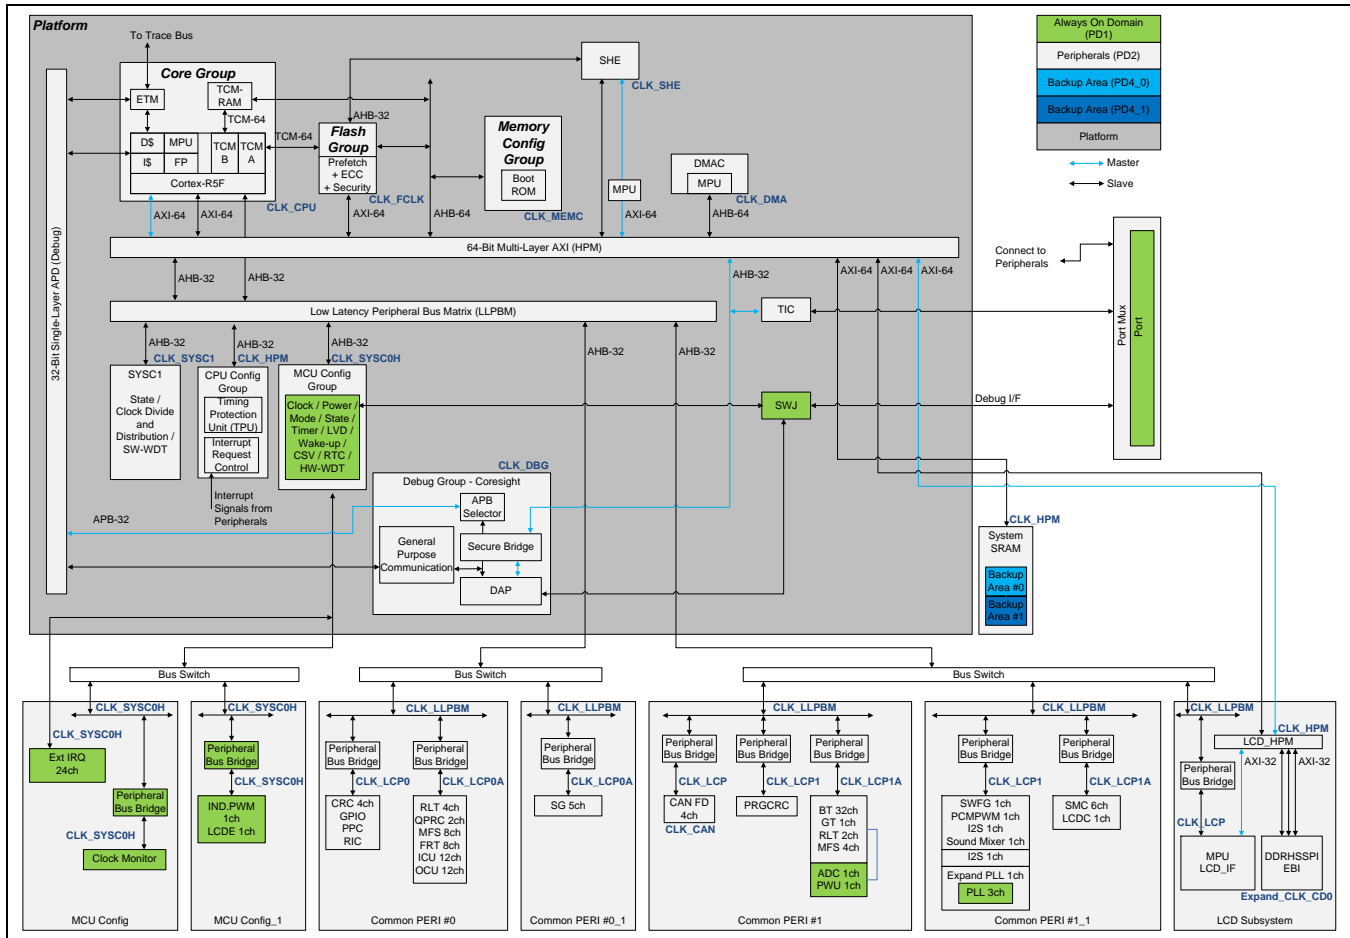 Platform
To Trace Bus
Core Group
ETM
TCM-
RAM
TCM-64
D$
MPU
I$
FP
TCM
B
TCM
A
Cortex-R5F
CLK_CPU
TCM-64
AHB-32
Flash
Group
Prefetch
+ ECC
+ Security
CLK_FCLK
AHB-32
AHB-64
Memory
Config
Group
Boot
ROM
CLK_MEMC
SHE
CLK_SHE
MPU
DMAC
MPU
CLK_DMA
AXI-64
AXI-64
AXI-64
AXI-64
AHB-64
64-Bit Multi-Layer AXI (HPM)
32-Bit Single-Layer APD (Debug)
AHB-32
AHB-32
AHB-32
AXI-64
AXI-64
AXI-64
Low Latency Peripheral Bus Matrix (LLPBM)
TIC
AHB-32
AHB-32
AHB-32
AHB-32
AHB-32
CLK_SYSC1
CLK_HPM
CLK_SYSC0H
SYSC1
State /
Clock Divide
and
Distribution /
SW-WDT
CPU Config
Group
Timing
Protection
Unit (TPU)
Interrupt
Request
Control
Interrupt
Signals from
Peripherals
MCU Config
Group
Clock / Power /
Mode / State /
Timer / LVD /
Wake-up /
CSV / RTC /
HW-WDT
SWJ
Debug I/F
CLK_DBG
Debug Group - Coresight
APB
Selector
General
Purpose
Communication
Secure Bridge
DAP
APB-32
Always On Domain
(PD1)
Peripherals (PD2)
Backup Area (PD4_0)
Backup Area (PD4_1)
Platform
Master
Slave
Connect to
Peripherals
Port Mux
Port
CLK_HPM
System
SRAM
Backup
Area #0
Backup
Area #1
Bus Switch
Bus Switch
Bus Switch
CLK_SYSC0H
CLK_SYSC0H
Ext IRQ
24ch
Peripheral
Bus Bridge
CLK_SYSC0H
Clock Monitor
MCU Config
CLK_SYSC0H
Peripheral
Bus Bridge
CLK_SYSC0H
IND.PWM
1ch
LCDE 1ch
MCU Config_1
CLK_LLPBM
Peripheral
Bus Bridge
CLK_LCP0
CRC 4ch
GPIO
PPC
RIC
Peripheral
Bus Bridge
CLK_LCP0A
RLT 4ch
QPRC 2ch
MFS 8ch
FRT 8ch
ICU 12ch
OCU 12ch
Common PERI #0
CLK_LLPBM
Peripheral
Bus Bridge
CLK_LCP0A
SG 5ch
Common PERI #0_1
CLK_LLPBM
Peripheral
Bus Bridge
CLK_LCP
CAN FD
4ch
CLK_CAN
Peripheral
Bus Bridge
CLK_LCP1
PRGCRC
Peripheral
Bus Bridge
CLK_LCP1A
BT 32ch
GT 1ch
RLT 2ch
MFS 4ch
ADC 1ch
PWU 1ch
Common PERI #1
CLK_LLPBM
Peripheral
Bus Bridge
CLK_LCP1
SWFG 1ch
PCMPWM 1ch
I2S 1ch
Sound Mixer 1ch
I2S 1ch
Expand PLL 1ch
PLL 3ch
Peripheral
Bus Bridge
CLK_LCP1A
SMC 6ch
LCDC 1ch
Common PERI #1_1
CLK_LLPBM
CLK_HPM
LCD_HPM
AXI-32
AXI-32
Peripheral
Bus Bridge
CLK_LCP
MPU
LCD_IF
DDRHSSPI
EBI
Expand_CLK_CD0
LCD Subsystem